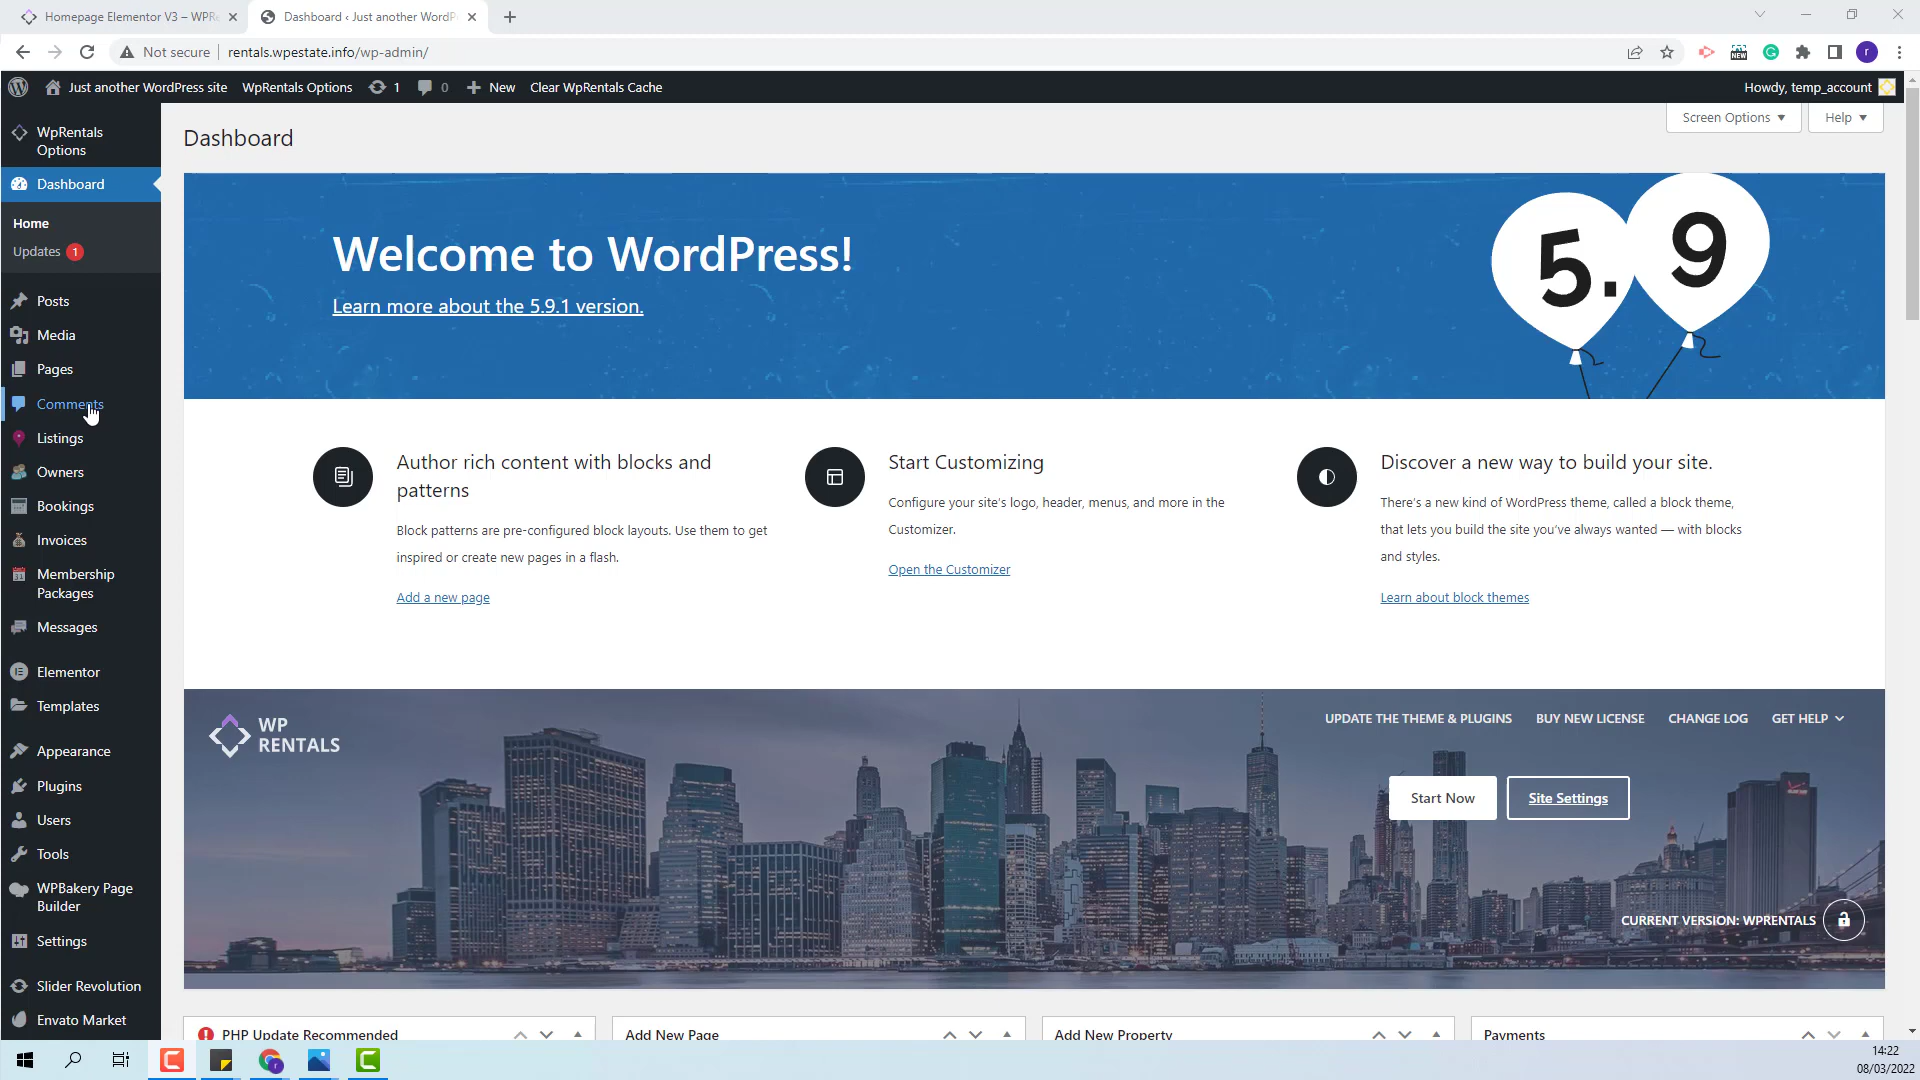 Homepage Elementor V3 – WPRe
Dashboard ‹ Just another WordP
Not secure
rentals.wpestate.info/wp-admin/
NEW
r
Just another WordPress site
WpRentals Options
1
0
New
Clear WpRentals Cache
Howdy, temp_account
WpRentals
Options
Dashboard
Home
Updates 1
Posts
Media
Pages
Comments
Listings
Owners
Bookings
Invoices
Membership
Packages
Messages
Elementor
Templates
Appearance
Plugins
Users
Tools
WPBakery Page
Builder
Settings
Slider Revolution
Envato Market
Dashboard
Screen Options
Help
Welcome to WordPress!
Learn more about the 5.9.1 version.
5.9
Author rich content with blocks and
patterns
Block patterns are pre-configured block layouts. Use them to get
inspired or create new pages in a flash.
Add a new page
Start Customizing
Configure your site's logo, header, menus, and more in the
Customizer.
Open the Customizer
Discover a new way to build your site.
There's a new kind of WordPress theme, called a block theme,
that lets you build the site you've always wanted — with blocks
and styles.
Learn about block themes
WP
RENTALS
UPDATE THE THEME & PLUGINS
BUY NEW LICENSE
CHANGE LOG
GET HELP
Start Now
Site Settings
CURRENT VERSION: WPRENTALS
PHP Update Recommended
Add New Page
Add New Property
Payments
14:22
08/03/2022